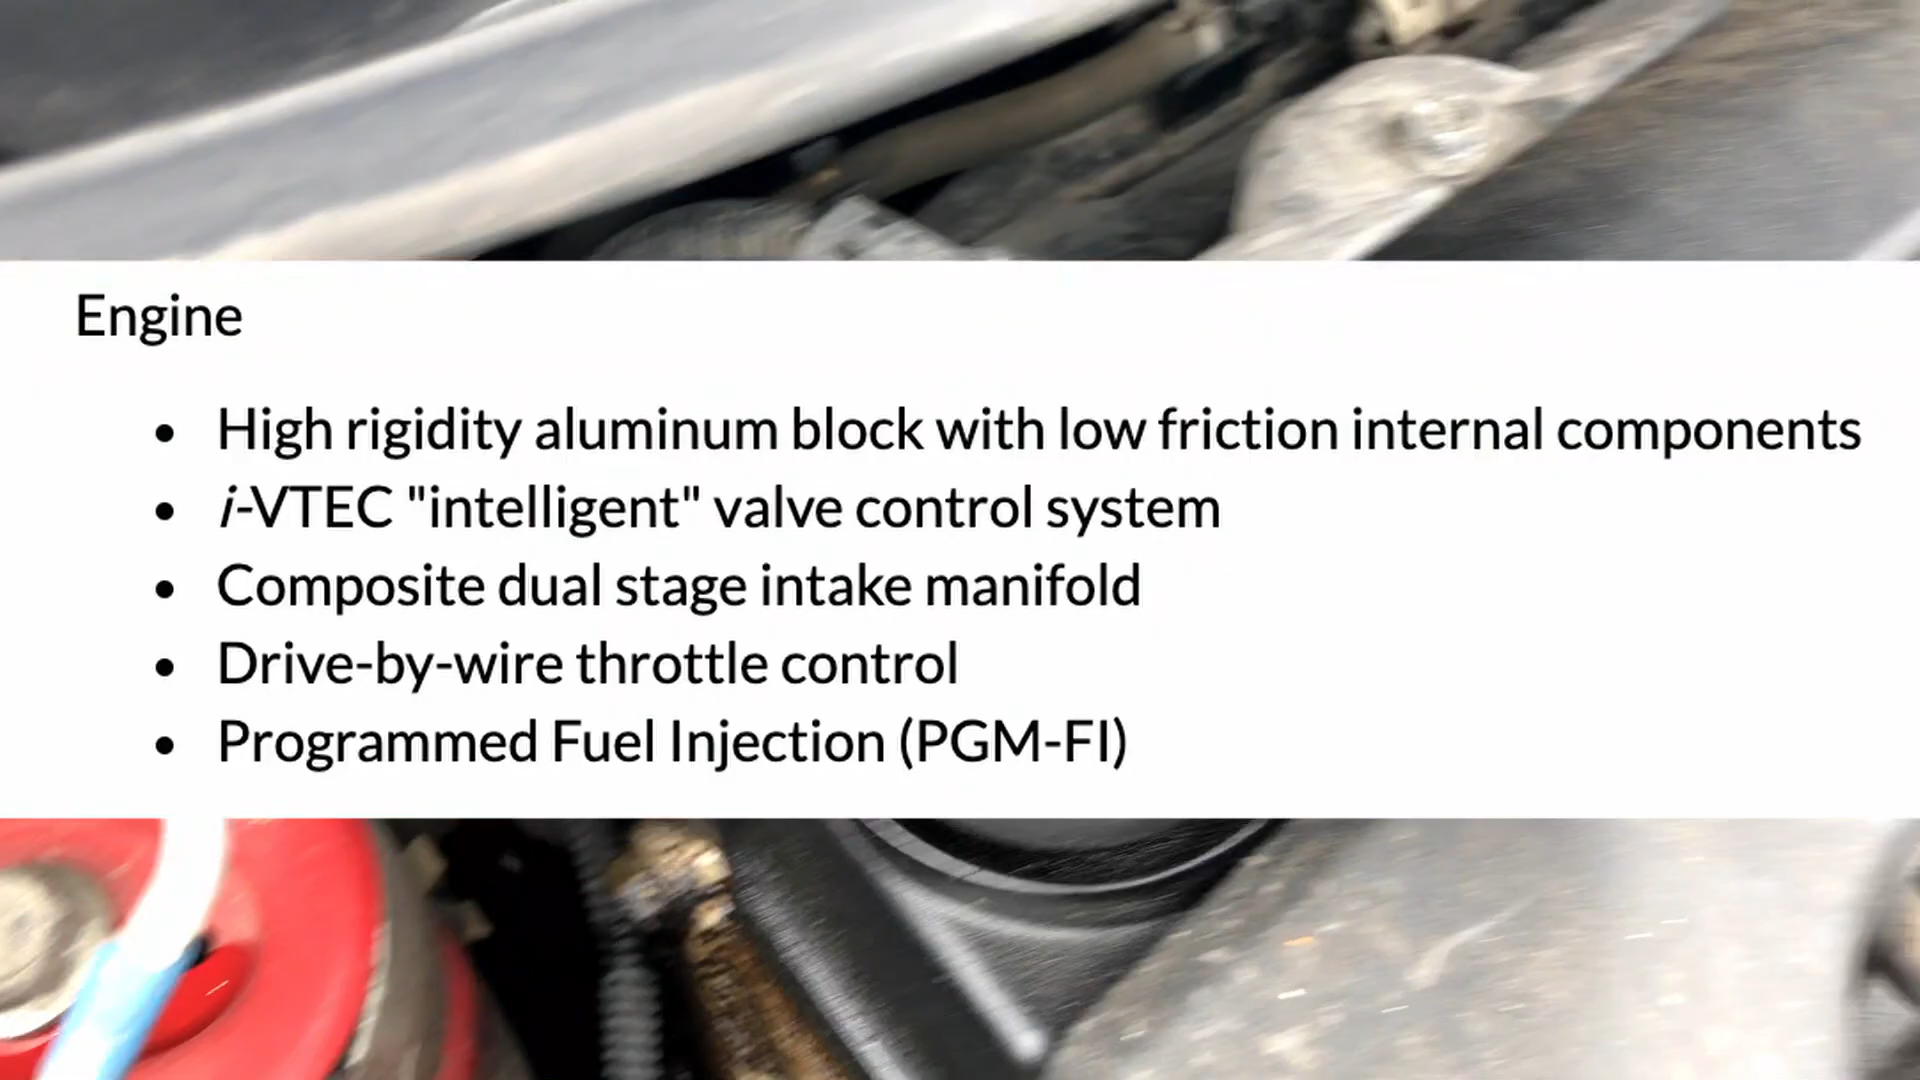 Engine
• High rigidity aluminum block with low friction internal components
• i-VTEC "intelligent" valve control system
• Composite dual stage intake manifold
• Drive-by-wire throttle control
• Programmed Fuel Injection (PGM-FI)